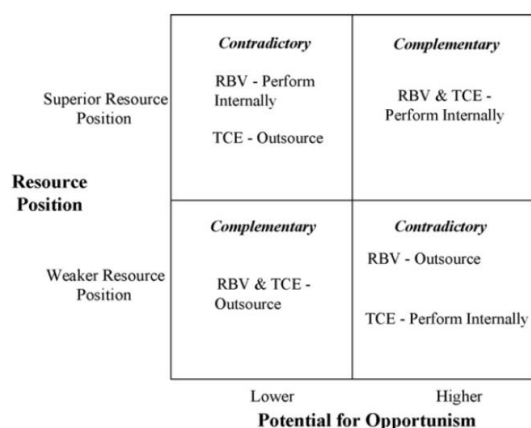 Contradictory
RBV - Perform
Internally
TCE - Outsource
Complementary
RBV & TCE -
Perform Internally
Superior Resource
Position
Resource
Position
Weaker Resource
Position
Complementary
RBV & TCE -
Outsource
Contradictory
RBV - Outsource
TCE - Perform Internally
Lower
Higher
Potential for Opportunism